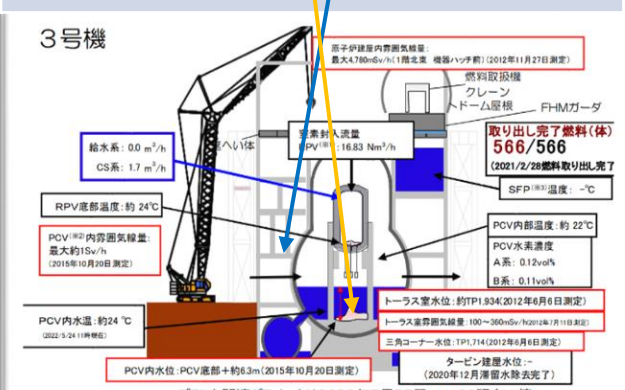 3号機
原子炉建屋内雰囲気線量:
最大4,780mSv/h(1階北東 機器ハッチ前)(2012年11月27日測定)
燃料取扱機
クレーン
ドーム屋根
FHMガーダ
遮へい体
窒素封入流量
RPV(※1):16.83 Nm³/h
給水系: 0.0 m³/h
CS系: 1.7 m³/h
取り出し完了燃料(体)
566/566
(2021/2/28燃料取り出し完了
SFP(※3)温度: -℃
RPV底部温度:約 24℃
PCV(※2)内雰囲気線量:
最大約1Sv/h
(2015年10月20日測定)
PCV内部温度:約 22℃
PCV水素濃度
A系: 0.12vol%
B系: 0.11vol%
トーラス室水位:約TP1,934(2012年6月6日測定)
トーラス室雰囲気線量:100~360mSv/h(2012年7月11日測定)
三角コーナー水位:TP1,714(2012年6月6日測定)
PCV内水温:約24 ℃
(2022/5/24 11時現在)
PCV内水位:PCV底部+約6.3m(2015年10月20日測定)
タービン建屋水位:-
(2020年12月滞留水除去完了)